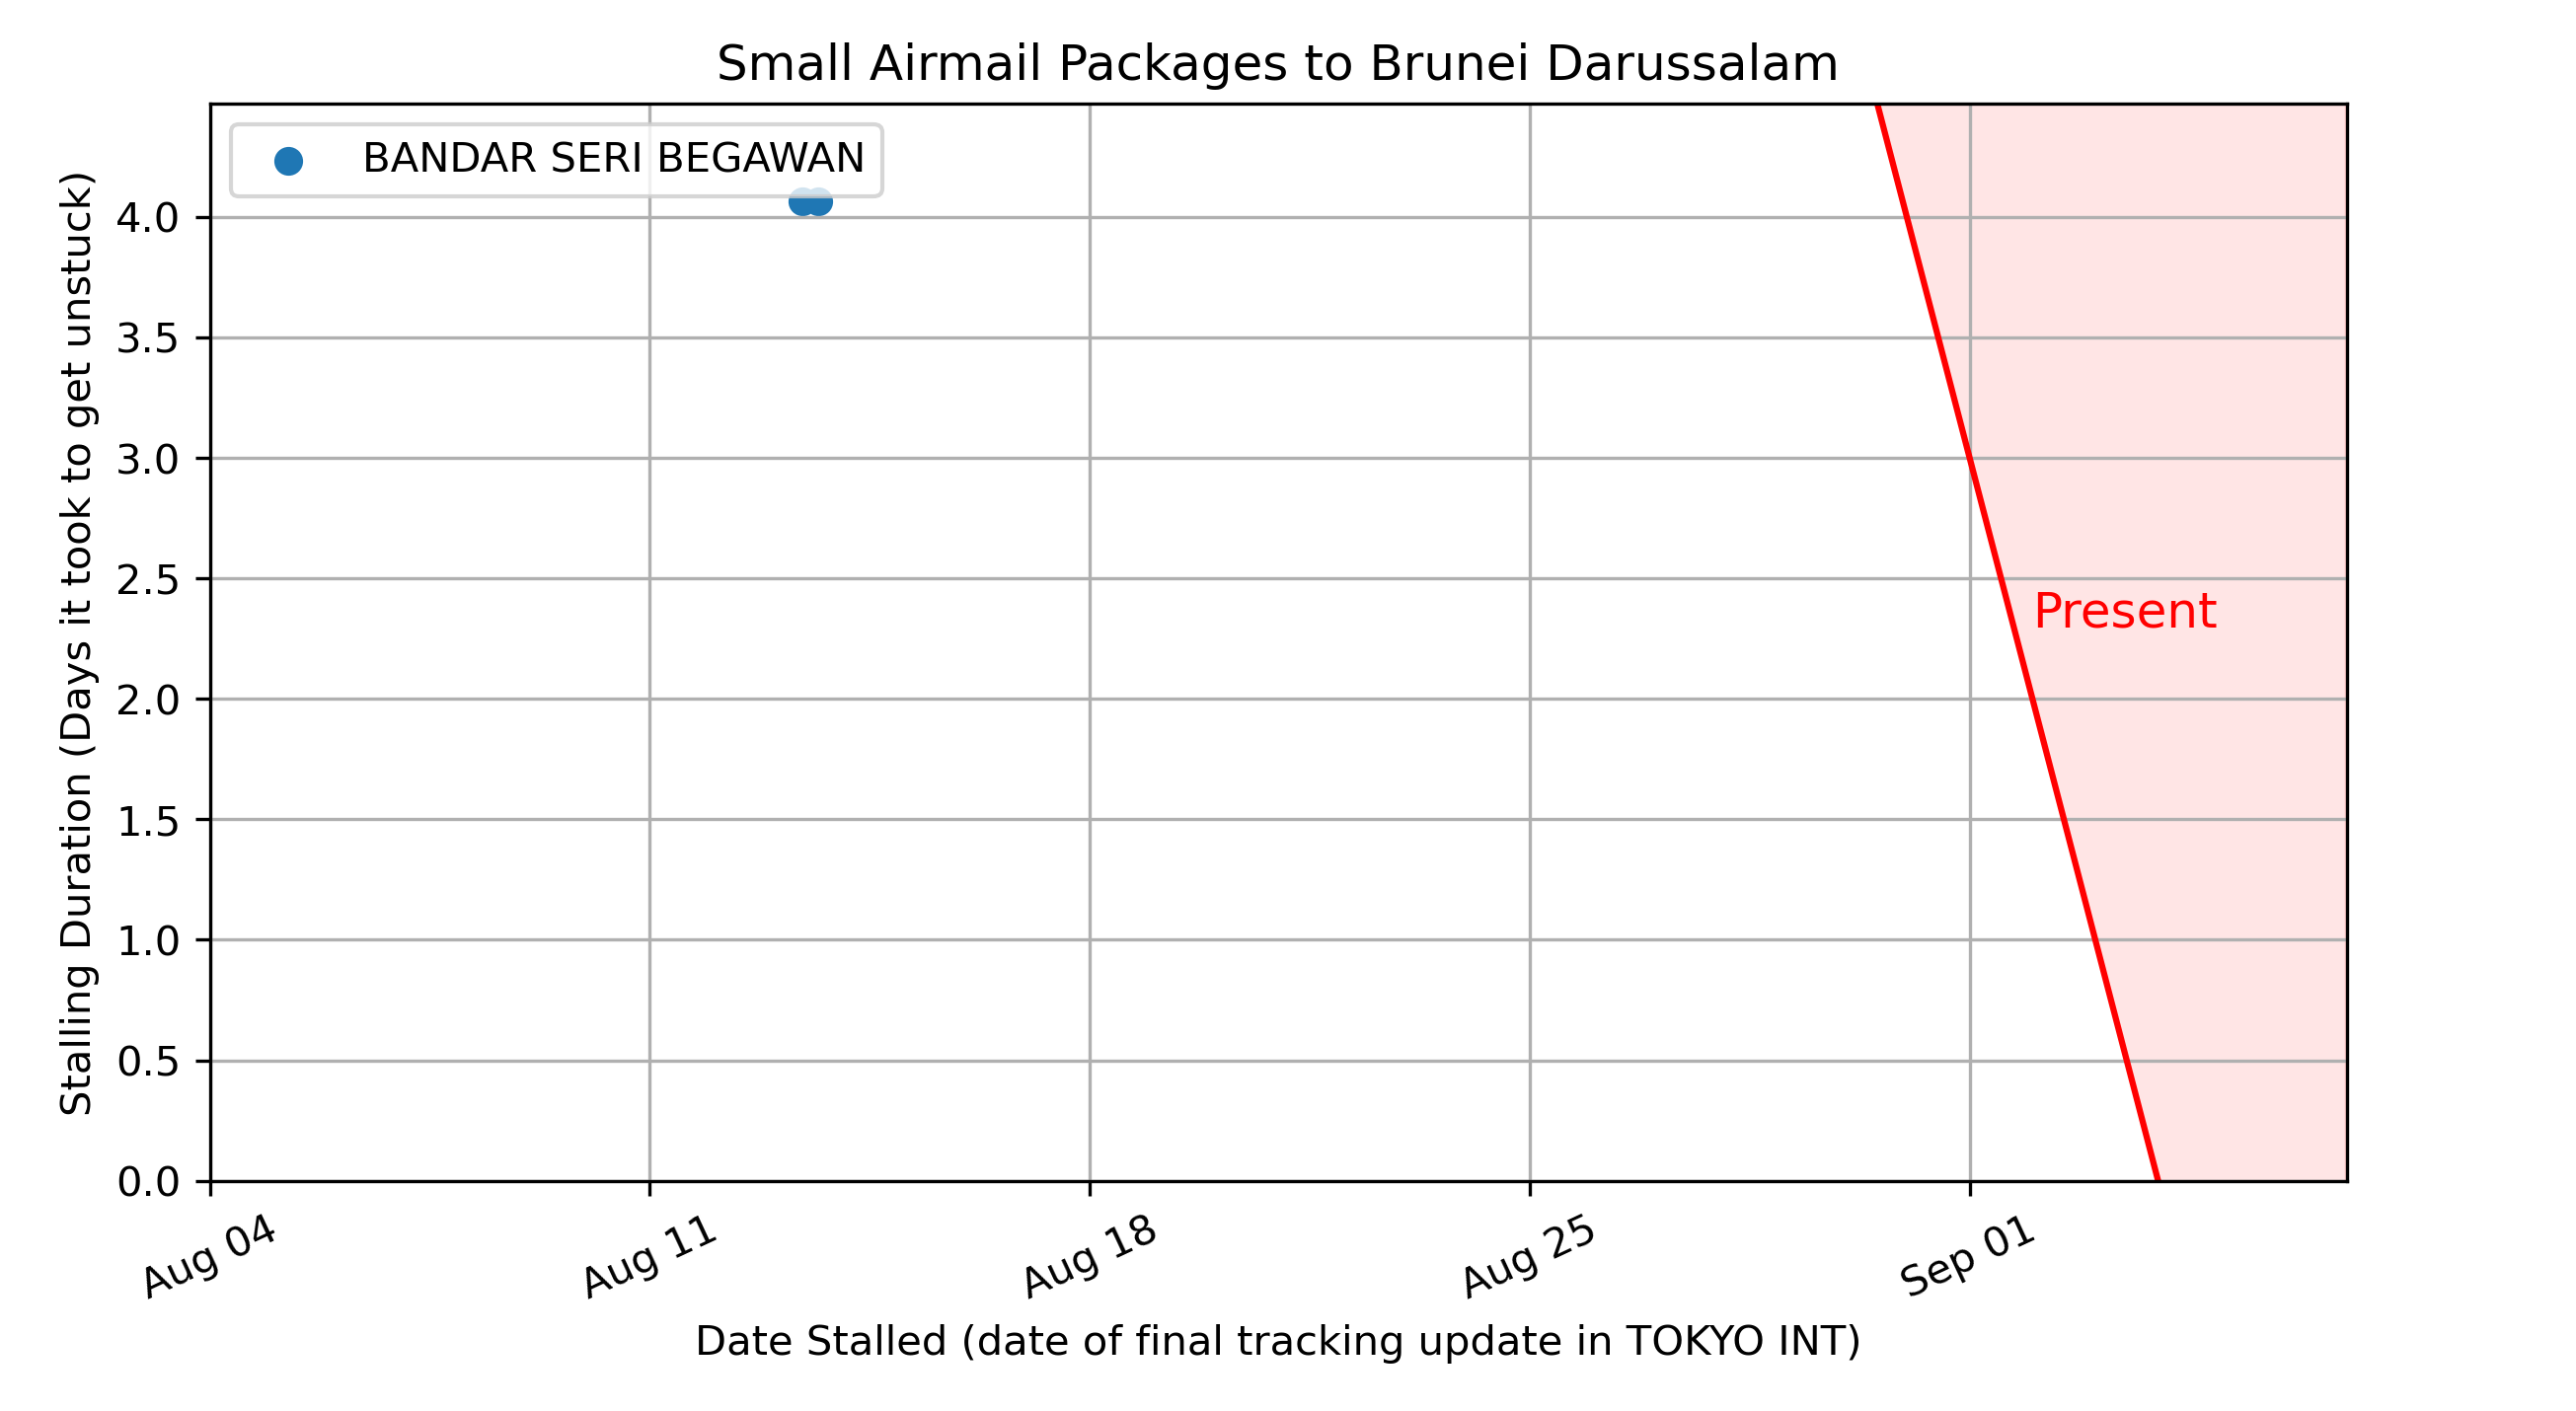 Small Airmail Packages to Brunei Darussalam
BANDAR SERI BEGAWAN
Stalling Duration (Days it took to get unstuck)
4.0
3.5
3.0
2.5
2.0
1.5
1.0
0.5
0.0
Present
Aug 04
Aug 11
Aug 18
Aug 25
Sep 01
Date Stalled (date of final tracking update in TOKYO INT)